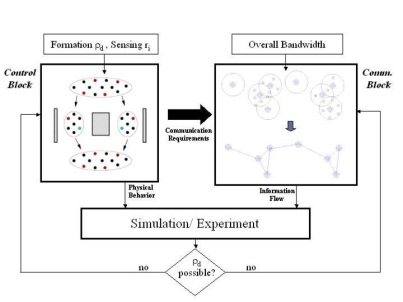 Formation ρd , Sensing ri
Overall Bandwidth
Control
Block
Comm.
Block
Communication
Requirements
Physical
Behavior
Information
Flow
Simulation/ Experiment
no
ρd
possible?
no